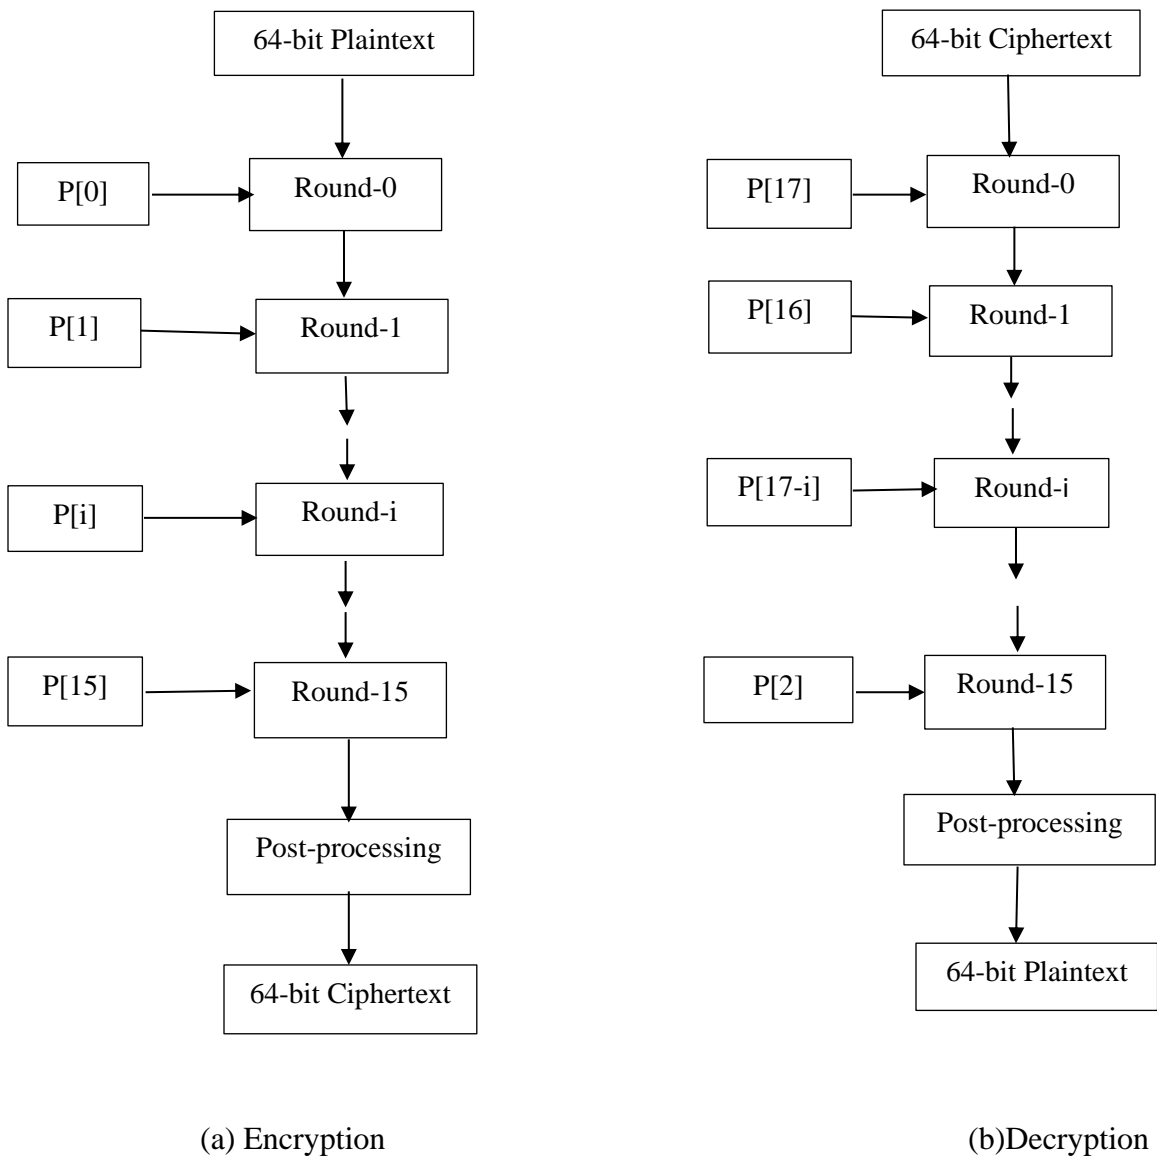 64-bit Plaintext
P[0]
Round-0
P[1]
Round-1
P[i]
Round-i
P[15]
Round-15
Post-processing
64-bit Ciphertext
(a) Encryption
64-bit Ciphertext
P[17]
Round-0
P[16]
Round-1
P[17-i]
Round-i
P[2]
Round-15
Post-processing
64-bit Plaintext
(b)Decryption